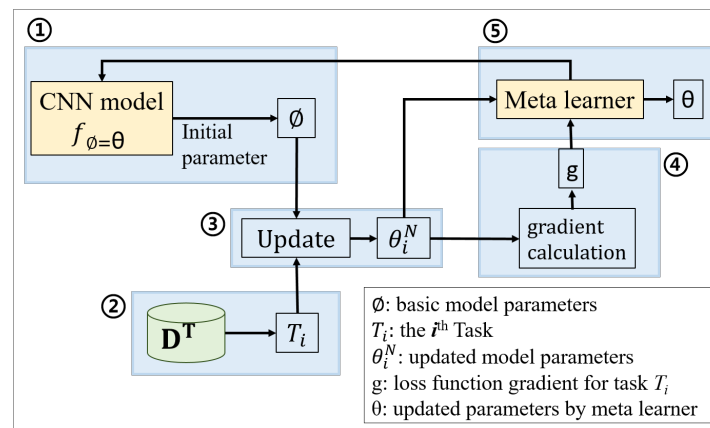 ①
CNN model
f ∅=θ
Initial
parameter
∅
⑤
Meta learner
θ
④
g
gradient
calculation
③
Update
θᵢᴺ
②
Dᵀ
Tᵢ
∅: basic model parameters
Tᵢ: the iᵗʰ Task
θᵢᴺ: updated model parameters
g: loss function gradient for task Tᵢ
θ: updated parameters by meta learner